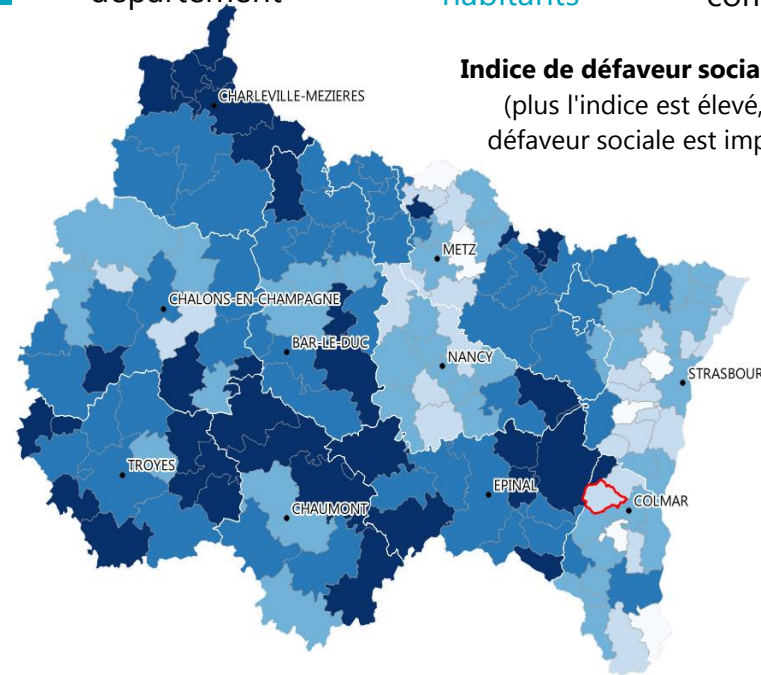 habitants
Indice de défaveur socia
(plus l'indice est élevé,
défaveur sociale est imp
CHARLEVILLE-MEZIERES
METZ
CHALONS-EN-CHAMPAGNE
BAR-LE-DUC
NANCY
STRASBOUR
TROYES
EPINAL
CHAUMONT
COLMAR